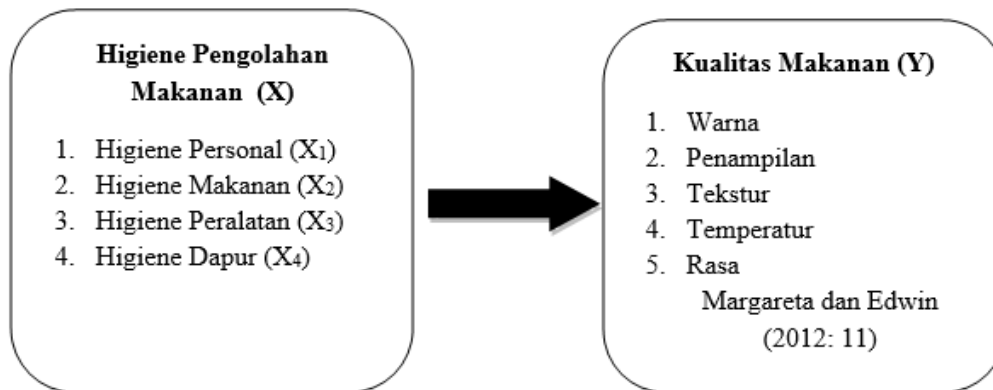 Higiene Pengolahan
Makanan (X)
1. Higiene Personal (X₁)
2. Higiene Makanan (X₂)
3. Higiene Peralatan (X₃)
4. Higiene Dapur (X₄)
Kualitas Makanan (Y)
1. Warna
2. Penampilan
3. Tekstur
4. Temperatur
5. Rasa
Margareta dan Edwin
(2012: 11)